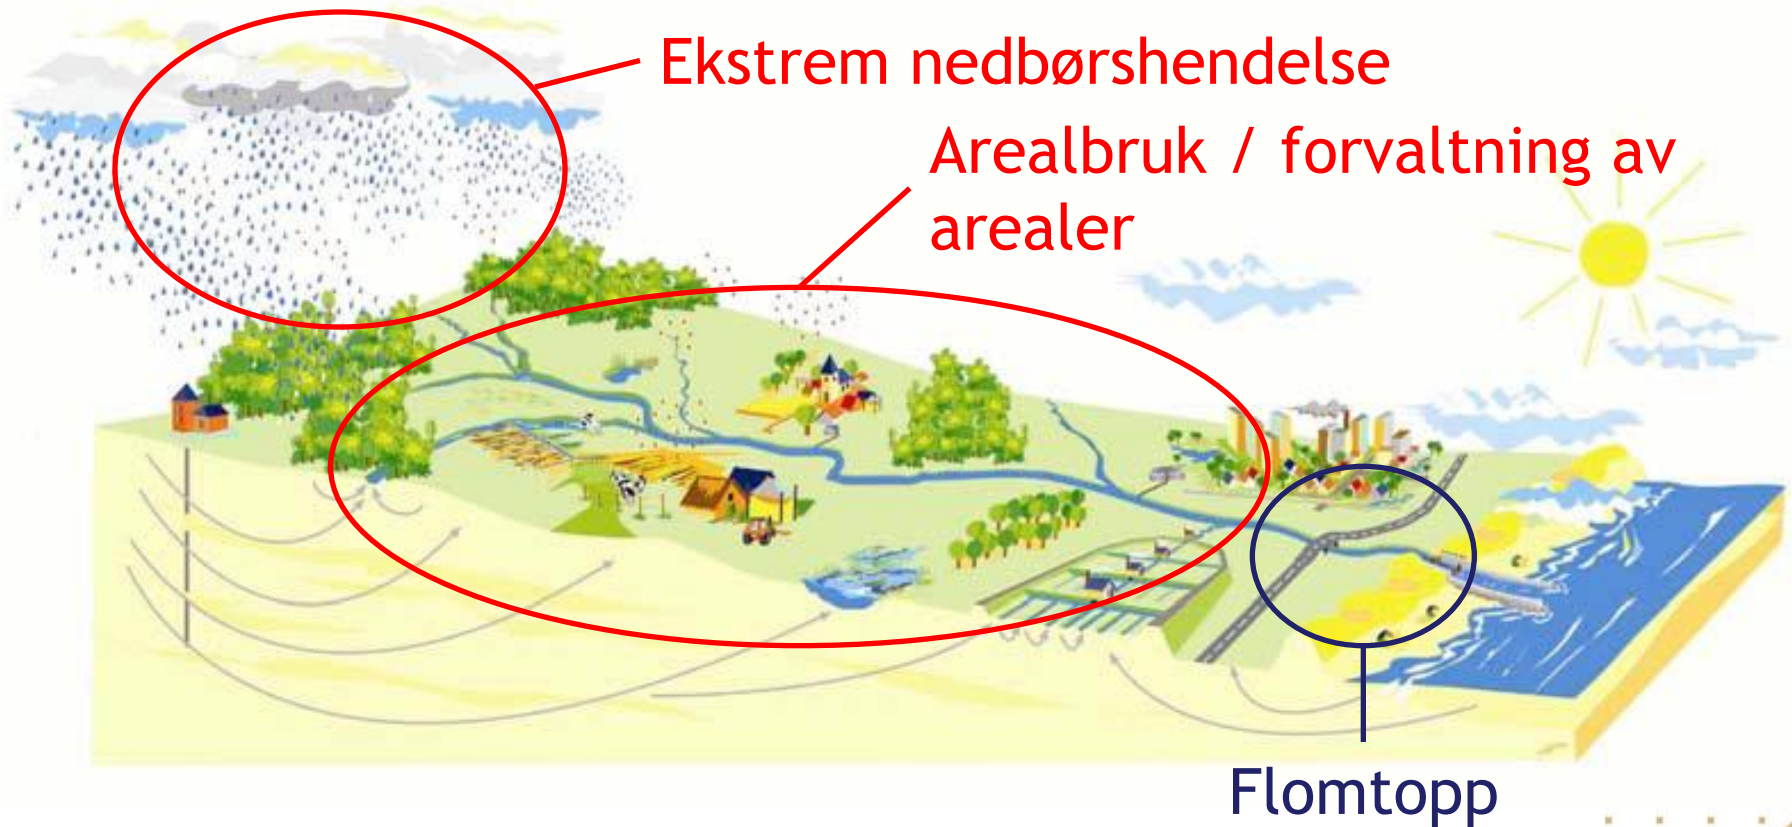 Ekstrem nedbørshendelse
Arealbruk / forvaltning av
arealer
Flomtopp